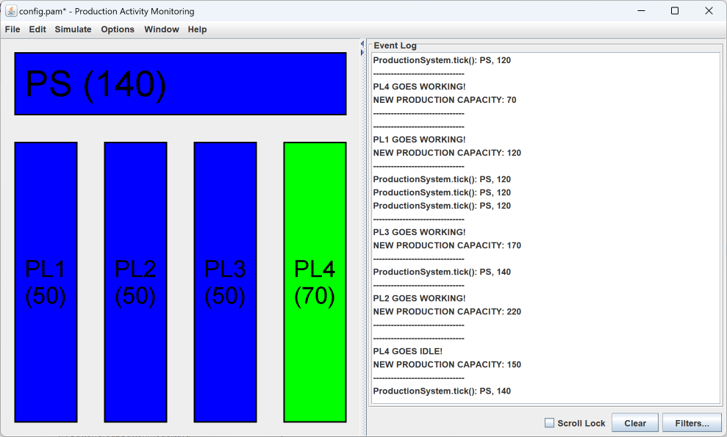 config.pam* - Production Activity Monitoring
File Edit Simulate Options Window Help
PS (140)
PL1
(50)
PL2
(50)
PL3
(50)
PL4
(70)
Event Log
ProductionSystem.tick(): PS, 120
-------------------------------
PL4 GOES WORKING!
NEW PRODUCTION CAPACITY: 70
-------------------------------
-------------------------------
PL1 GOES WORKING!
NEW PRODUCTION CAPACITY: 120
-------------------------------
ProductionSystem.tick(): PS, 120
ProductionSystem.tick(): PS, 120
ProductionSystem.tick(): PS, 120
-------------------------------
PL3 GOES WORKING!
NEW PRODUCTION CAPACITY: 170
-------------------------------
ProductionSystem.tick(): PS, 140
-------------------------------
PL2 GOES WORKING!
NEW PRODUCTION CAPACITY: 220
-------------------------------
-------------------------------
PL4 GOES IDLE!
NEW PRODUCTION CAPACITY: 150
-------------------------------
ProductionSystem.tick(): PS, 140
Scroll Lock Clear Filters...